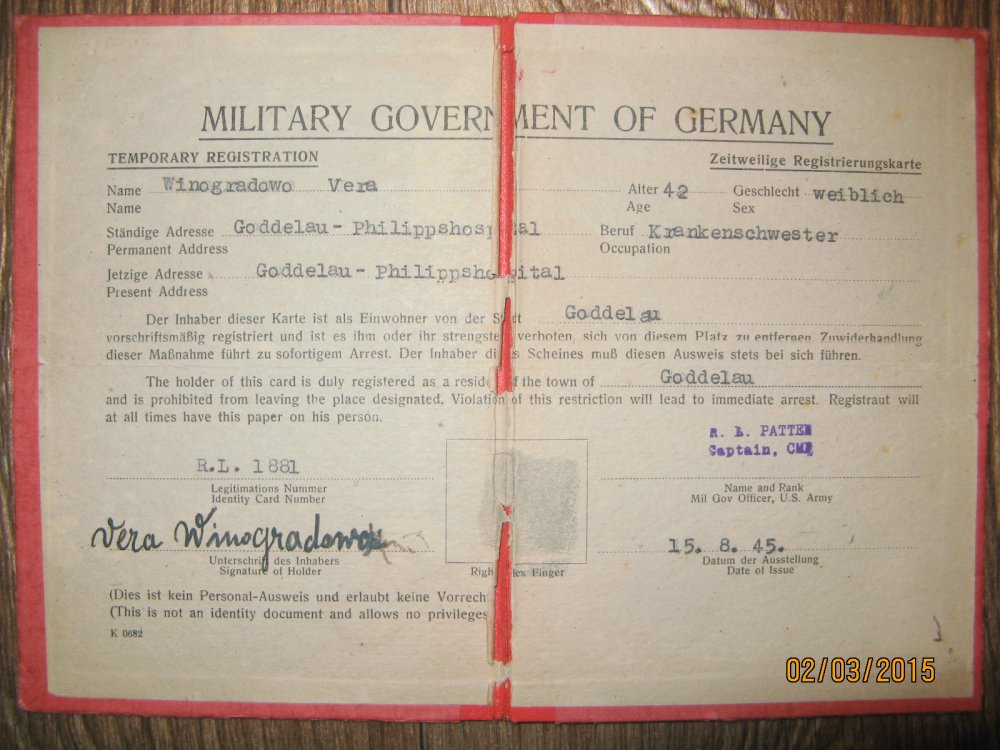 MILITARY GOVERNMENT OF GERMANY
TEMPORARY REGISTRATION Zeitweilige Registrierungskarte
Name Winogradowo Vera Alter 42 Geschlecht weiblich
Name Age Sex
Ständige Adresse Goddelau- Philippshospital Beruf Krankenschwester
Permanent Address Occupation
Jetzige Adresse Goddelau- Philippshospital
Present Address
Der Inhaber dieser Karte ist als Einwohner von der Stadt Goddelau
vorschriftsmäßig registriert und ist es ihm oder ihr strengstens verboten, sich von diesem Platz zu entfernen Zuwiderhandlung
dieser Maßnahme führt zu sofortigem Arrest. Der Inhaber dieses Scheines muß diesen Ausweis stets bei sich führen.
The holder of this card is duly registered as a resident of the town of Goddelau
and is prohibited from leaving the place designated. Violation of this restriction will lead to immediate arrest. Registraut will
at all times have this paper on his person.
R. L. PATTEN
Captain,
R.L. 1881
Legitimations Nummer Name and Rank
Identity Card Number Mil Gov Officer, U.S. Army
Vera Winogradowa 15. 8. 45.
Unterschrift des Inhabers Datum der Ausstellung
Signature of Holder Right Index Finger Date of Issue
(Dies ist kein Personal-Ausweis und erlaubt keine Vorrech
(This is not an identity document and allows no privileges
K 0682
02/03/2015